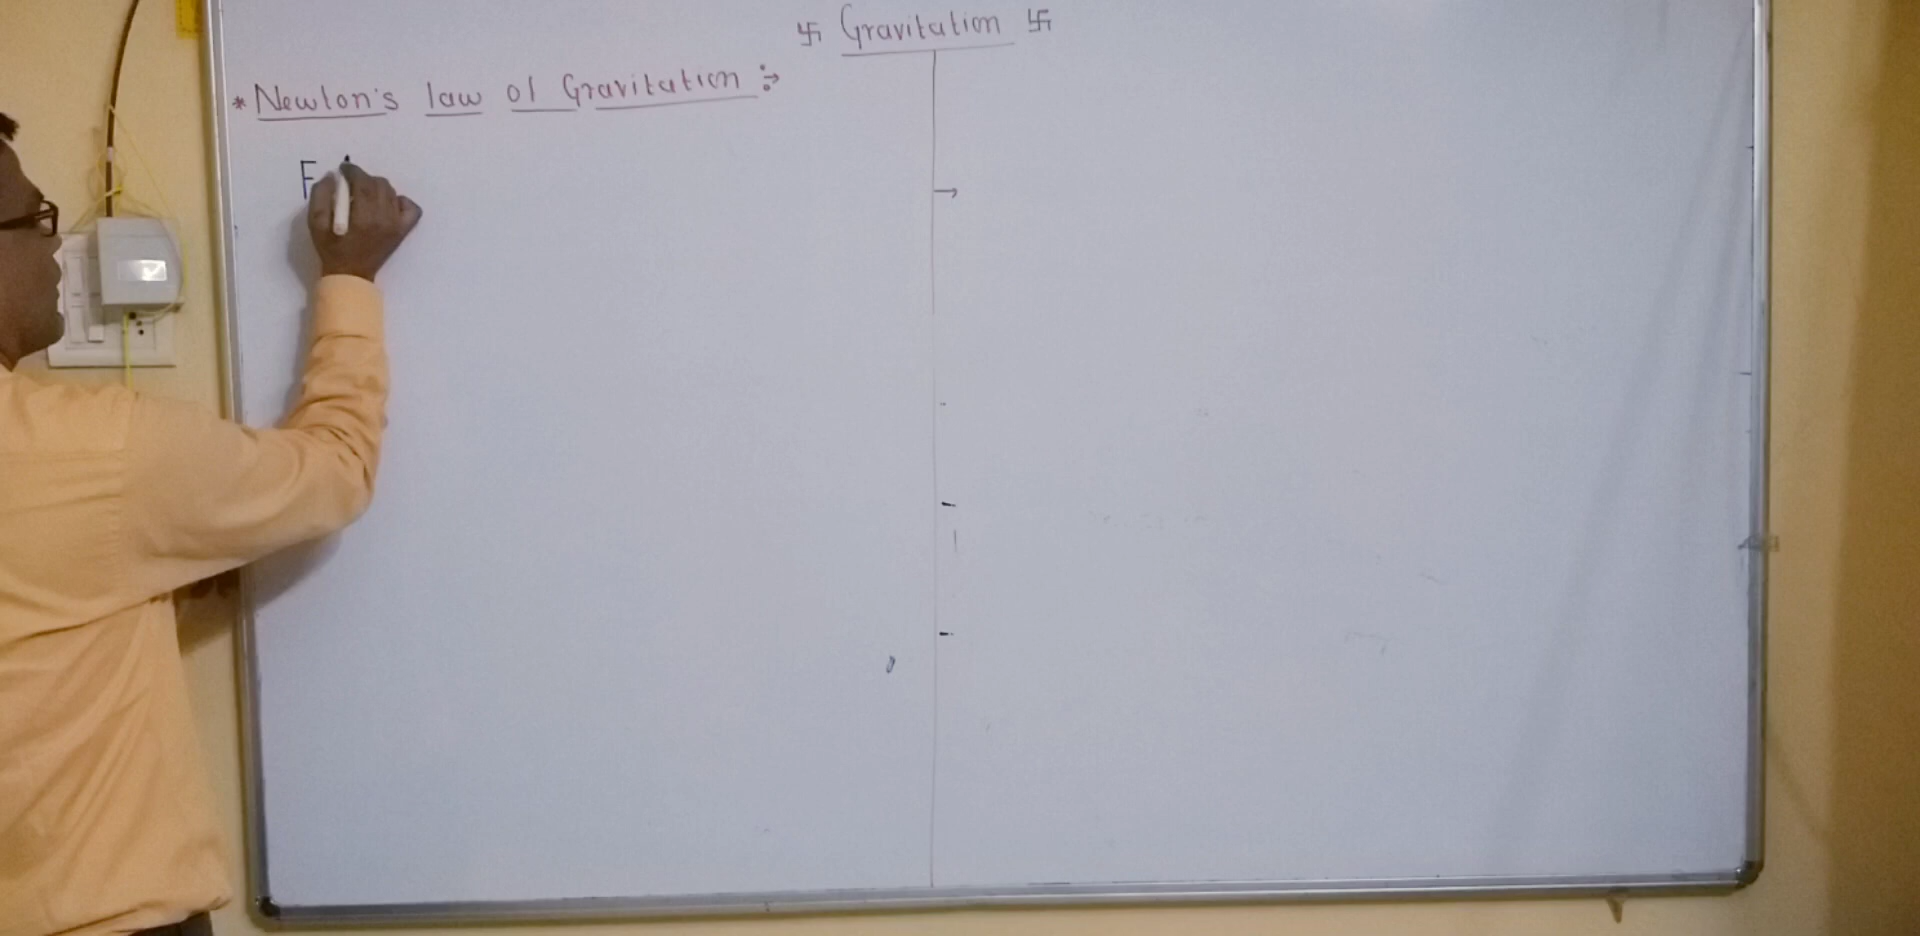 卐 Gravitation 卐
* Newton's law of Gravitation :→
F